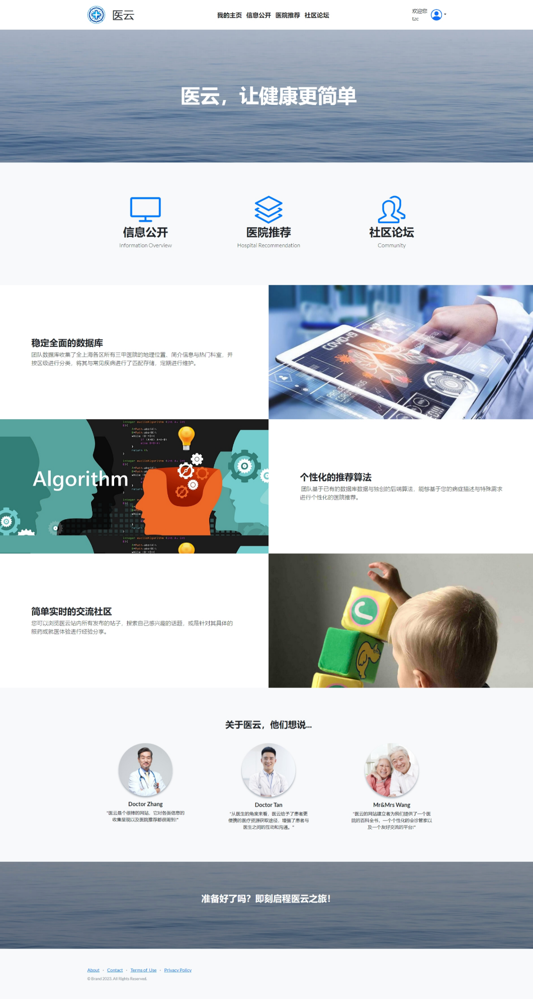 医云
我的主页 信息公开 医院推荐 社区论坛
欢迎您
tzc
医云，让健康更简单
信息公开
Information Overview
医院推荐
Hospital Recommendation
社区论坛
Community
稳定全面的数据库
团队数据库收集了全上海各区所有三甲医院的地理位置、简介信息与热门科室，并
按区级进行分类，将其与常见疾病进行了匹配存储，定期进行维护。
COVID-19
Algorithm
integer euclidAlgorithm (int A, int
B){
A=Math.abs(A);
B=Math.abs(B);
while (B!=0){
if (A>B) A=A-B;
else B=B-A;
}
return A;
}
个性化的推荐算法
团队基于已有的数据库数据与独创的后端算法，能够基于您的病症描述与特殊需求
进行个性化的医院推荐。
简单实时的交流社区
您可以浏览医云站内所有发布的帖子，搜索自己感兴趣的话题，或是针对其具体的
服药或就医体验进行经验分享。
关于医云，他们想说...
Doctor Zhang
"医云是个很棒的网站，它对各类信息的
收集呈现以及医院推荐都很周到!"
Doctor Tan
"从医生的角度来看，医云给予了患者更
便携的医疗资源获取途径，增强了患者与
医生之间的互动和沟通。"
Mr&Mrs Wang
"医云的网站建立者为我们提供了一个医
院的百科全书，一个个性化的会诊管家以
及一个友好交流的平台!"
准备好了吗？即刻启程医云之旅！
About · Contact · Terms of Use · Privacy Policy
© Brand 2023. All Rights Reserved.